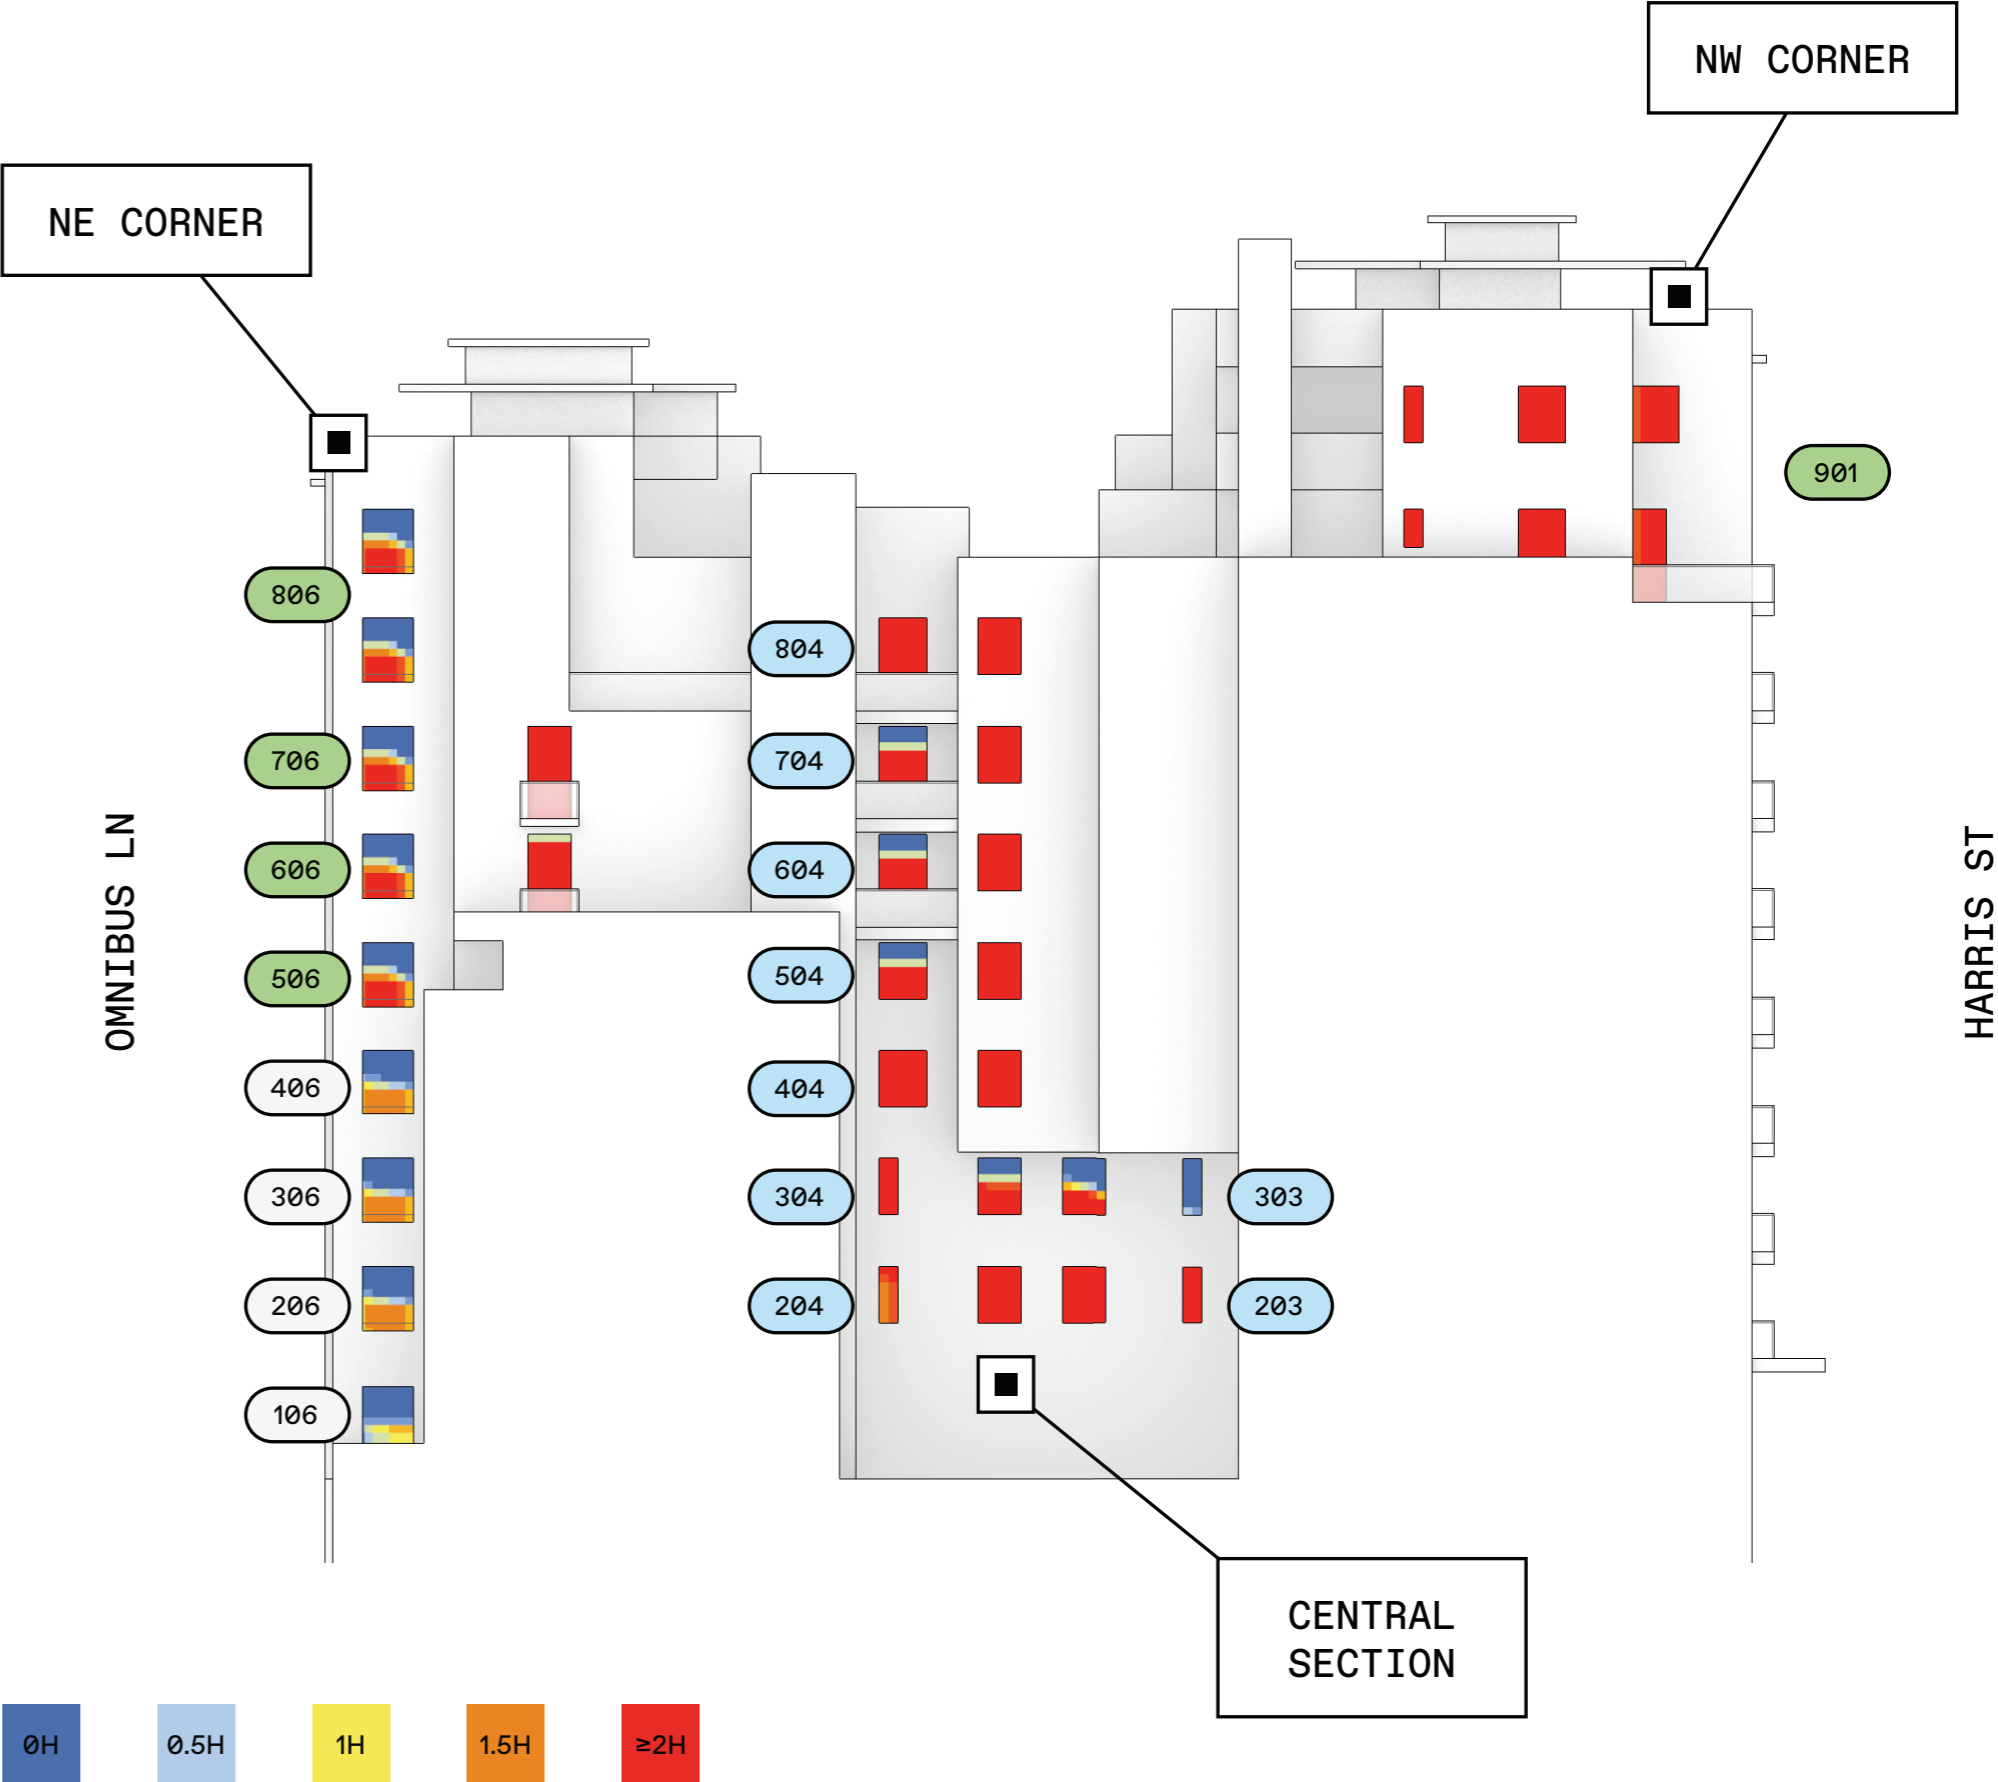 NW CORNER
NE CORNER
901
806
804
706
704
606
604
506
504
406
404
306
304
303
206
204
203
106
OMNIBUS LN
HARRIS ST
CENTRAL
SECTION
0H
0.5H
1H
1.5H
≥2H